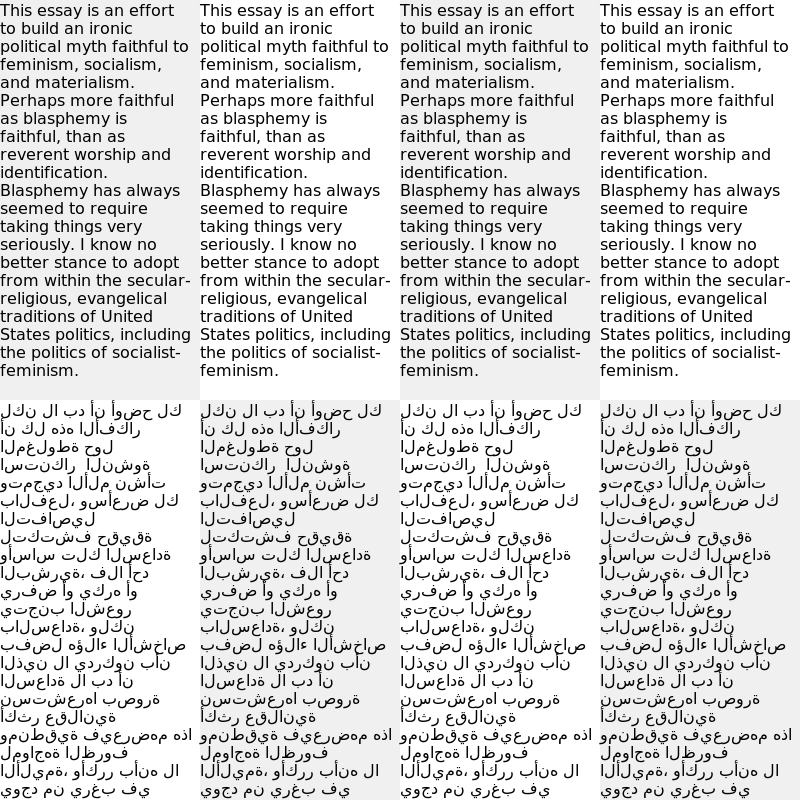 This essay is an effort
to build an ironic
political myth faithful to
feminism, socialism,
and materialism.
Perhaps more faithful
as blasphemy is
faithful, than as
reverent worship and
identification.
Blasphemy has always
seemed to require
taking things very
seriously. I know no
better stance to adopt
from within the secular-
religious, evangelical
traditions of United
States politics, including
the politics of socialist-
feminism.
This essay is an effort
to build an ironic
political myth faithful to
feminism, socialism,
and materialism.
Perhaps more faithful
as blasphemy is
faithful, than as
reverent worship and
identification.
Blasphemy has always
seemed to require
taking things very
seriously. I know no
better stance to adopt
from within the secular-
religious, evangelical
traditions of United
States politics, including
the politics of socialist-
feminism.
This essay is an effort
to build an ironic
political myth faithful to
feminism, socialism,
and materialism.
Perhaps more faithful
as blasphemy is
faithful, than as
reverent worship and
identification.
Blasphemy has always
seemed to require
taking things very
seriously. I know no
better stance to adopt
from within the secular-
religious, evangelical
traditions of United
States politics, including
the politics of socialist-
feminism.
This essay is an effort
to build an ironic
political myth faithful to
feminism, socialism,
and materialism.
Perhaps more faithful
as blasphemy is
faithful, than as
reverent worship and
identification.
Blasphemy has always
seemed to require
taking things very
seriously. I know no
better stance to adopt
from within the secular-
religious, evangelical
traditions of United
States politics, including
the politics of socialist-
feminism.
لكن لا بد أن أوضح لك
أن كل هذه الأفكار
المغلوطة حول
استنكار  النشوة
وتمجيد الألم نشأت
بالفعل، وسأعرض لك
التفاصيل
لتكتشف حقيقة
وأساس تلك السعادة
البشرية، فلا أحد
يرفض أو يكره أو
يتجنب الشعور
بالسعادة، ولكن
بفضل هؤلاء الأشخاص
الذين لا يدركون بأن
السعادة لا بد أن
نستشعرها بصورة
أكثر عقلانية
ومنطقية فيعرضهم هذا
لمواجهة الظروف
الأليمة، وأكرر بأنه لا
يوجد من يرغب في
لكن لا بد أن أوضح لك
أن كل هذه الأفكار
المغلوطة حول
استنكار  النشوة
وتمجيد الألم نشأت
بالفعل، وسأعرض لك
التفاصيل
لتكتشف حقيقة
وأساس تلك السعادة
البشرية، فلا أحد
يرفض أو يكره أو
يتجنب الشعور
بالسعادة، ولكن
بفضل هؤلاء الأشخاص
الذين لا يدركون بأن
السعادة لا بد أن
نستشعرها بصورة
أكثر عقلانية
ومنطقية فيعرضهم هذا
لمواجهة الظروف
الأليمة، وأكرر بأنه لا
يوجد من يرغب في
لكن لا بد أن أوضح لك
أن كل هذه الأفكار
المغلوطة حول
استنكار  النشوة
وتمجيد الألم نشأت
بالفعل، وسأعرض لك
التفاصيل
لتكتشف حقيقة
وأساس تلك السعادة
البشرية، فلا أحد
يرفض أو يكره أو
يتجنب الشعور
بالسعادة، ولكن
بفضل هؤلاء الأشخاص
الذين لا يدركون بأن
السعادة لا بد أن
نستشعرها بصورة
أكثر عقلانية
ومنطقية فيعرضهم هذا
لمواجهة الظروف
الأليمة، وأكرر بأنه لا
يوجد من يرغب في
لكن لا بد أن أوضح لك
أن كل هذه الأفكار
المغلوطة حول
استنكار  النشوة
وتمجيد الألم نشأت
بالفعل، وسأعرض لك
التفاصيل
لتكتشف حقيقة
وأساس تلك السعادة
البشرية، فلا أحد
يرفض أو يكره أو
يتجنب الشعور
بالسعادة، ولكن
بفضل هؤلاء الأشخاص
الذين لا يدركون بأن
السعادة لا بد أن
نستشعرها بصورة
أكثر عقلانية
ومنطقية فيعرضهم هذا
لمواجهة الظروف
الأليمة، وأكرر بأنه لا
يوجد من يرغب في